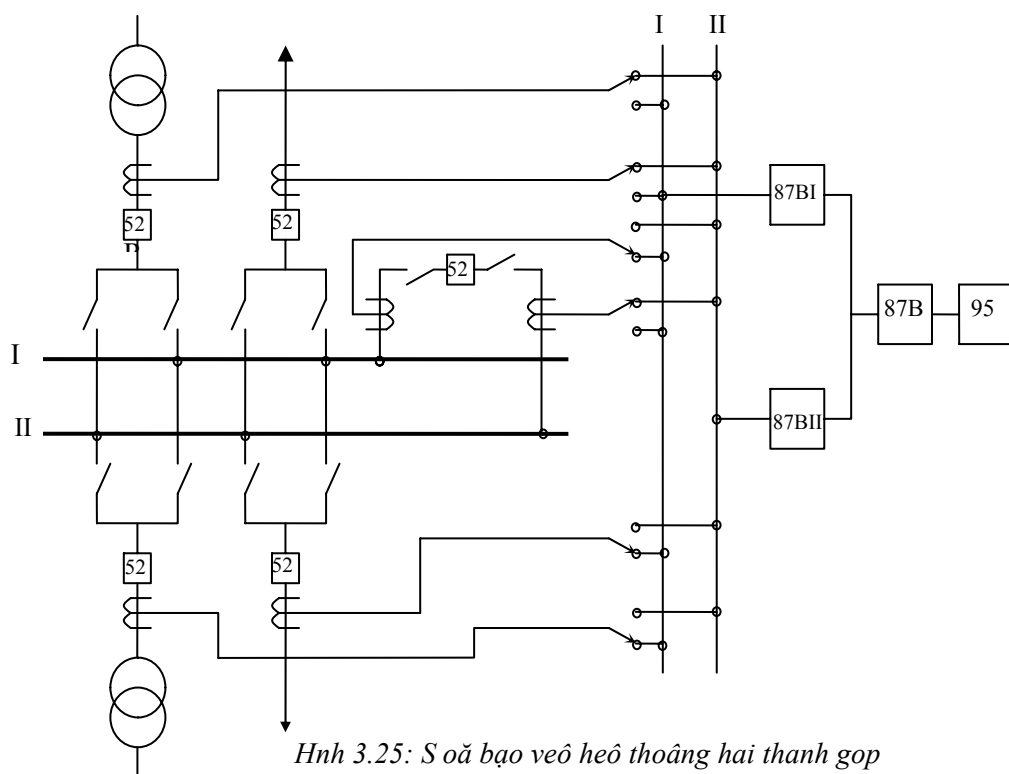 I II
52 52
87BI
52
87B 95
I
II
87BII
52 52
Hnh 3.25: S oă bạo veô heô thoâng hai thanh gop